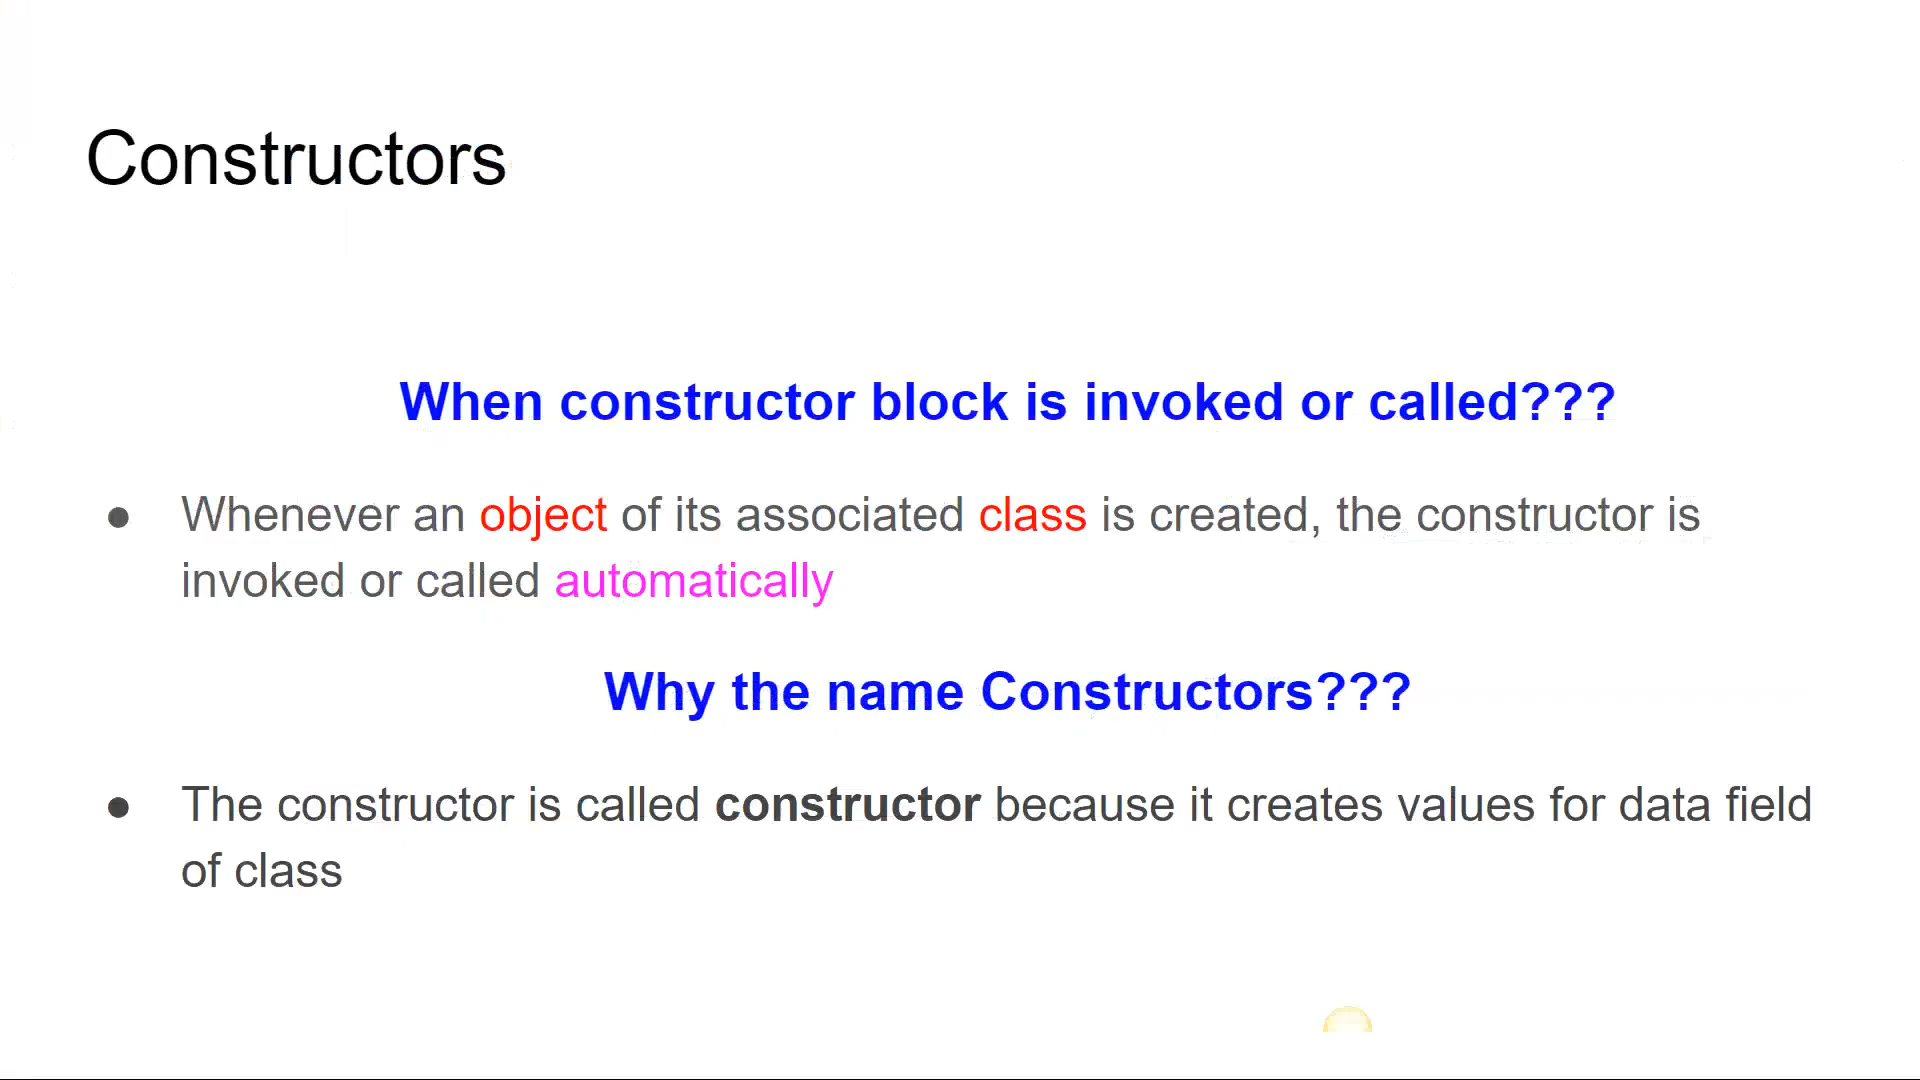 Constructors
When constructor block is invoked or called???
● Whenever an object of its associated class is created, the constructor is
invoked or called automatically
Why the name Constructors???
● The constructor is called constructor because it creates values for data field
of class